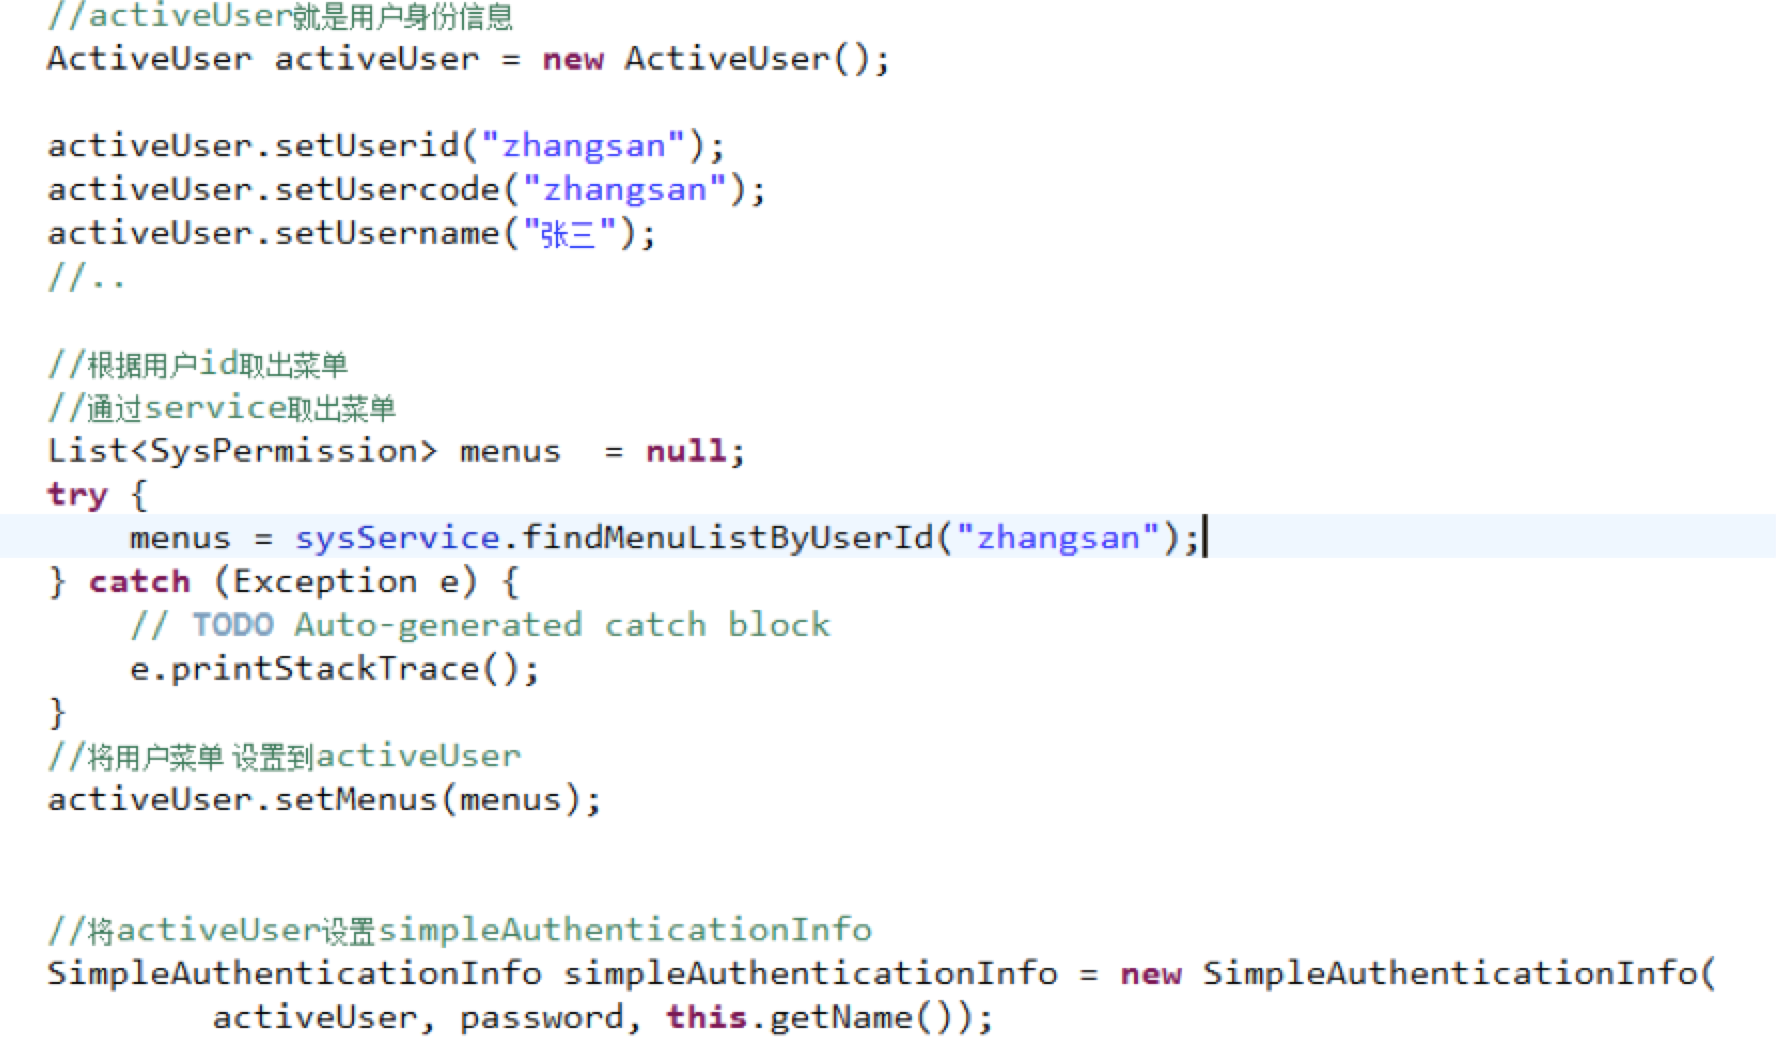 //activeUser就是用户身份信息
ActiveUser activeUser = new ActiveUser();
activeUser.setUserid("zhangsan");
activeUser.setUsercode("zhangsan");
activeUser.setUsername("张三");
//..
//根据用户id取出菜单
//通过service取出菜单
List<SysPermission> menus  = null;
try {
    menus = sysService.findMenuListByUserId("zhangsan");
} catch (Exception e) {
    // TODO Auto-generated catch block
    e.printStackTrace();
}
//将用户菜单 设置到activeUser
activeUser.setMenus(menus);
//将activeUser设置simpleAuthenticationInfo
SimpleAuthenticationInfo simpleAuthenticationInfo = new SimpleAuthenticationInfo(
        activeUser, password, this.getName());